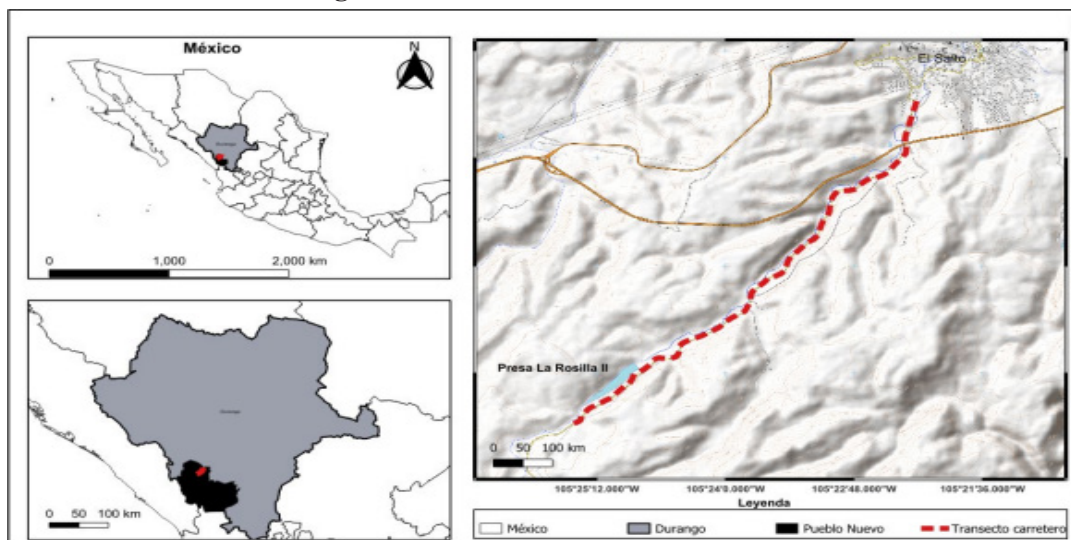 México
N
Durango
0 1,000 2,000 km
Durango
0 50 100 km
El Salto
Presa La Rosilla II
0 50 100 km
105°25'12.000"W 105°24'0.000"W 105°22'48.000"W 105°21'36.000"W
Leyenda
México Durango Pueblo Nuevo Transecto carretero